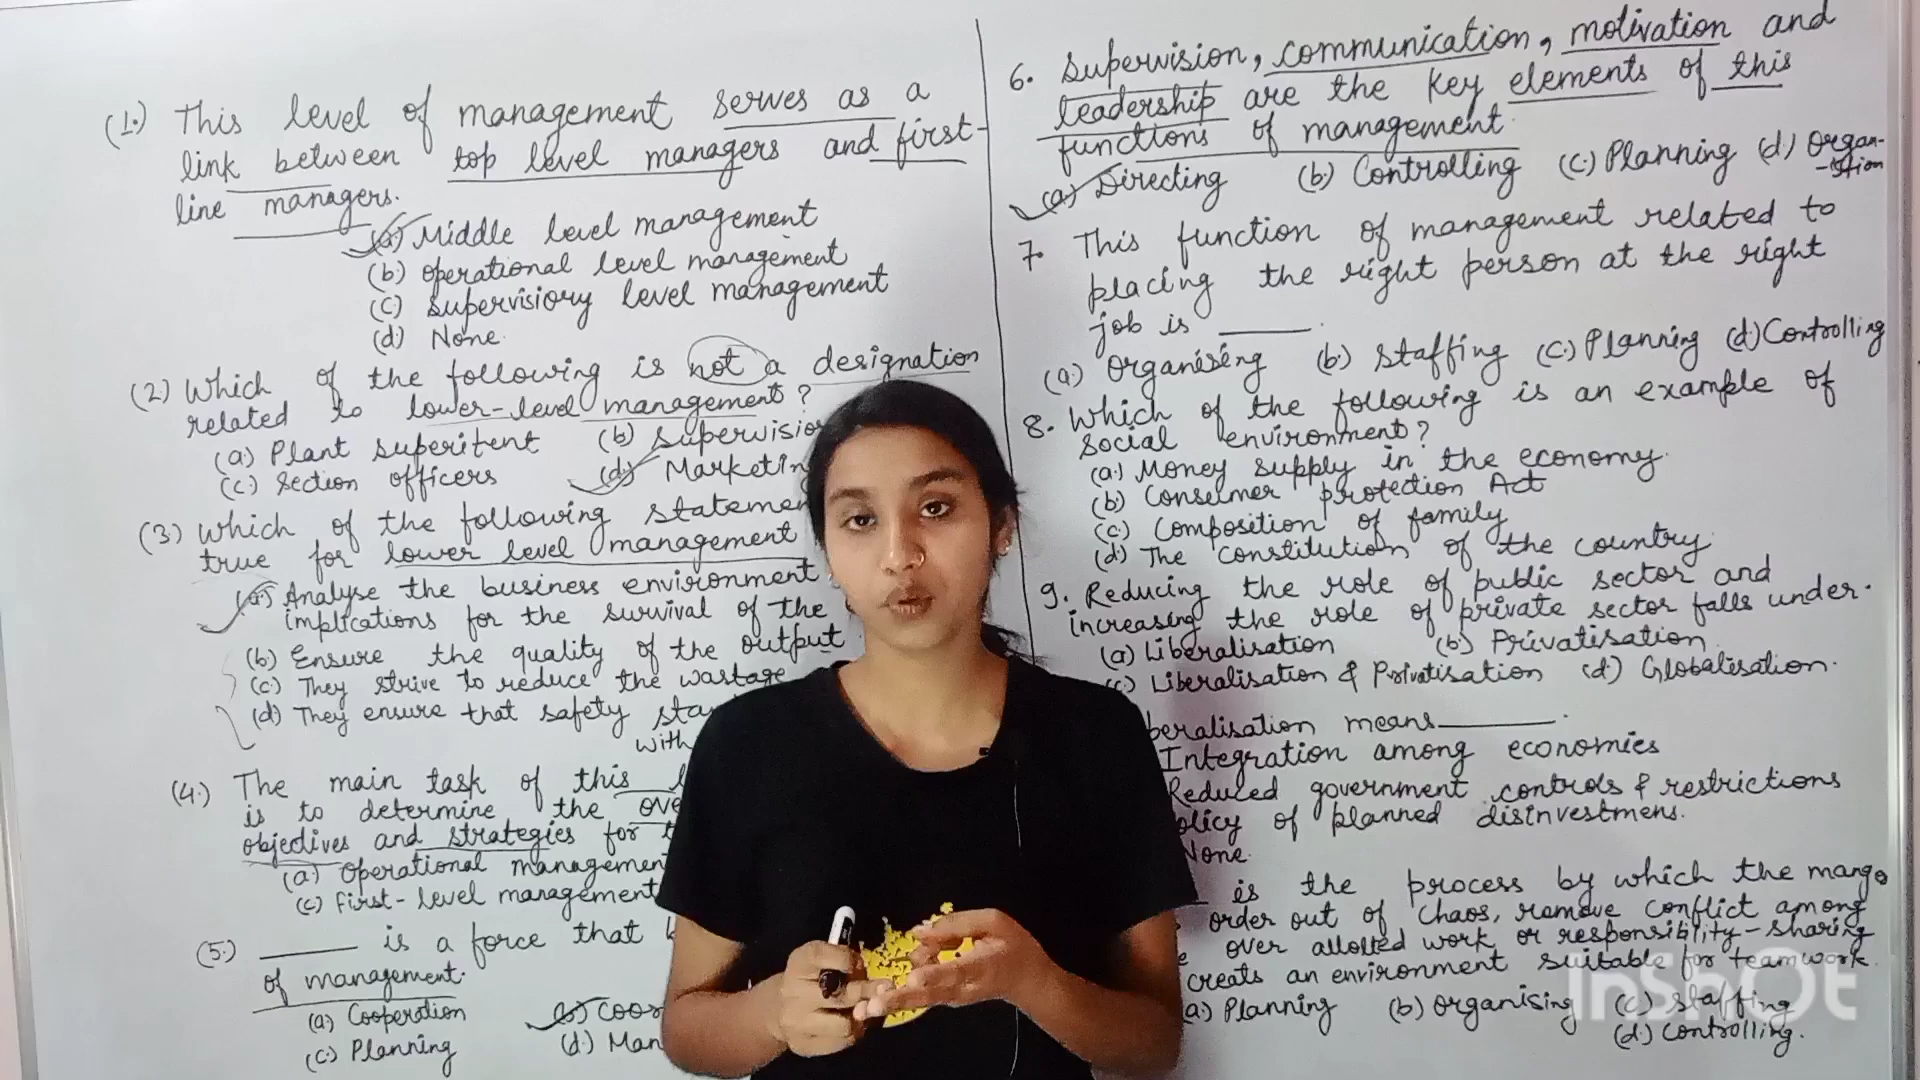 (1.) This level of management serves as a
link between top level managers and first-
line managers.
(a.) Middle level management
(b.) operational level management
(c.) supervisiory level management
(d.) None.
(2.) Which of the following is not a designation
related to lower-level management?
(a.) Plant superitent (b.)
(c.) Section officers (d.)
(3.) Which of the following
true for lower level management
(a.) Analyse the business environment
implications for the survival of the
(b.) Ensure the quality of the output
(c.) They strive to reduce the wastage
(d.) They ensure that safety
with
(4.) The main task of this
is to determine the
objectives and strategies for
(a.) Operational management
(c.) First-level management
(5.) ______ is a force that
of management.
(a.) Cooperation (b.)
(c.) Planning (d.)
6. Supervision, communication, motivation and
leadership are the key elements of this
functions of management.
(a.) Directing (b.) Controlling (c.) Planning (d.) Organ-
-istion
7. This function of management related to
placing the right person at the right
job is ______.
(a.) Organising (b.) Staffing (c.) Planning (d.) Controlling
8. Which of the following is an example of
social environment?
(a.) Money supply in the economy.
(b.) Consumer protection Act
(c.) Composition of family
(d.) The constitution of the country.
9. Reducing the role of public sector and
increasing the role of private sector falls under.
(a.) Liberalisation (b.) Privatisation.
Liberalisation & Privatisation (d.) Globalisation.
means ______.
Integration among economies
Reduced government controls & restrictions
of planned disinvestmens.
None.
is the process by which the
order out of chaos, remove conflict among
over allotted work or responsibility-sharing
creats an environment suitable for teamwork.
(a.) Planning (b.) organising (c.) staffing
(d.) controlling.
InShOt